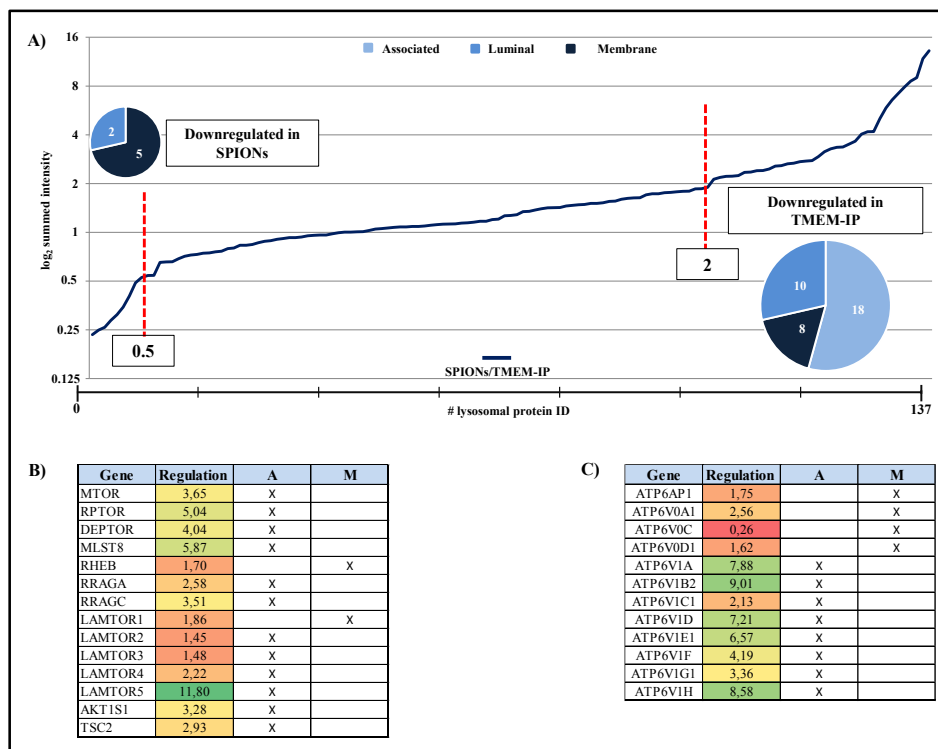 A)
16
8
4
2
1
0.5
0.25
0.125
log2 summed intensity
Associated Luminal Membrane
2
5
Downregulated in
SPIONs
0.5
2
Downregulated in
TMEM-IP
10
18
8
SPIONs/TMEM-IP
0 # lysosomal protein ID 137
B)
Gene Regulation A M
MTOR 3,65 X
RPTOR 5,04 X
DEPTOR 4,04 X
MLST8 5,87 X
RHEB 1,70 X
RRAGA 2,58 X
RRAGC 3,51 X
LAMTOR1 1,86 X
LAMTOR2 1,45 X
LAMTOR3 1,48 X
LAMTOR4 2,22 X
LAMTOR5 11,80 X
AKT1S1 3,28 X
TSC2 2,93 X
C)
Gene Regulation A M
ATP6AP1 1,75 X
ATP6V0A1 2,56 X
ATP6V0C 0,26 X
ATP6V0D1 1,62 X
ATP6V1A 7,88 X
ATP6V1B2 9,01 X
ATP6V1C1 2,13 X
ATP6V1D 7,21 X
ATP6V1E1 6,57 X
ATP6V1F 4,19 X
ATP6V1G1 3,36 X
ATP6V1H 8,58 X